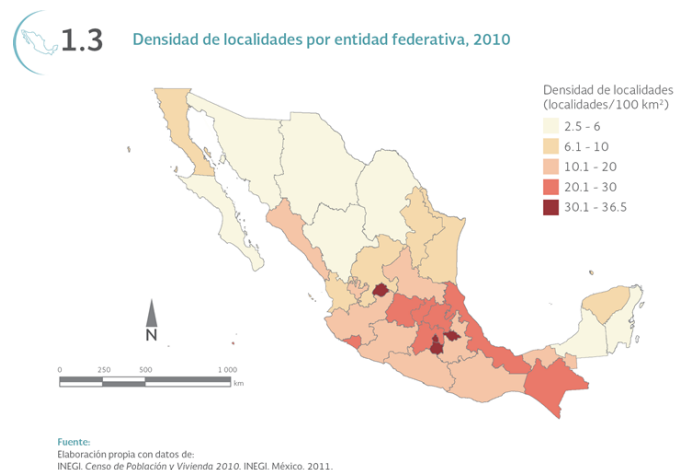 1.3
Densidad de localidades por entidad federativa, 2010
Densidad de localidades
(localidades/100 km²)
2.5 - 6
6.1 - 10
10.1 - 20
20.1 - 30
30.1 - 36.5
N
0 250 500 1 000
km
Fuente:
Elaboración propia con datos de:
INEGI. Censo de Población y Vivienda 2010. INEGI. México. 2011.